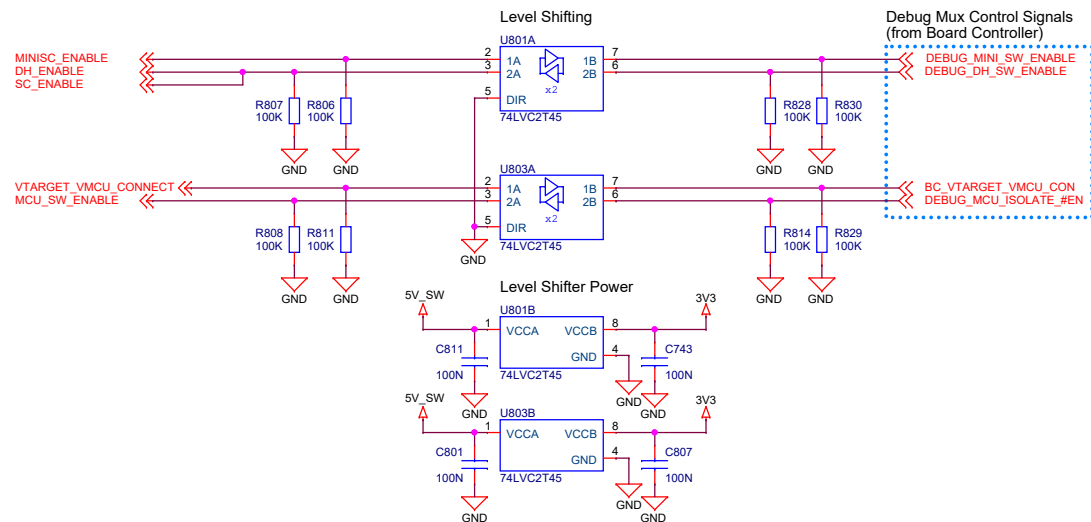 Level Shifting
Debug Mux Control Signals
(from Board Controller)
U801A
MINISC_ENABLE
2
1A
1B
7
DEBUG_MINI_SW_ENABLE
DH_ENABLE
3
2A
2B
6
DEBUG_DH_SW_ENABLE
SC_ENABLE
x2
5
DIR
74LVC2T45
R807
100K
R806
100K
R828
100K
R830
100K
GND
GND
GND
GND
U803A
VTARGET_VMCU_CONNECT
2
1A
1B
7
BC_VTARGET_VMCU_CON
MCU_SW_ENABLE
3
2A
2B
6
DEBUG_MCU_ISOLATE_#EN
x2
5
DIR
74LVC2T45
GND
R808
100K
R811
100K
R814
100K
R829
100K
GND
GND
GND
GND
Level Shifter Power
5V_SW
U801B
3V3
1
VCCA
VCCB
8
C811
100N
GND
4
C743
100N
74LVC2T45
GND
GND
GND
5V_SW
U803B
3V3
1
VCCA
VCCB
8
C801
100N
GND
4
C807
100N
74LVC2T45
GND
GND
GND